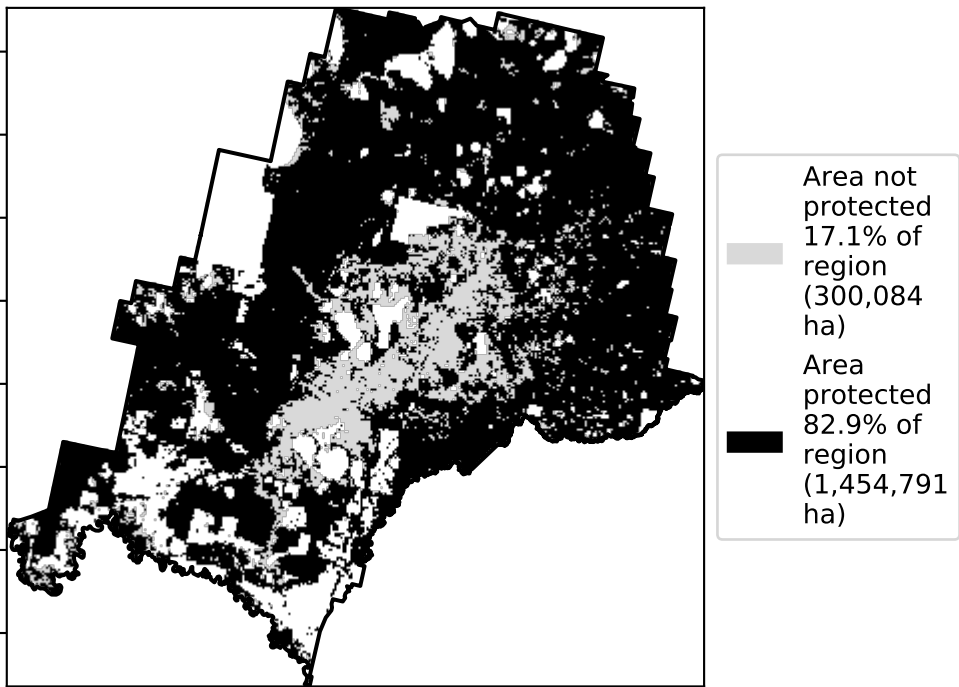 Area not
protected
17.1% of
region
(300,084
ha)
Area
protected
82.9% of
region
(1,454,791
ha)